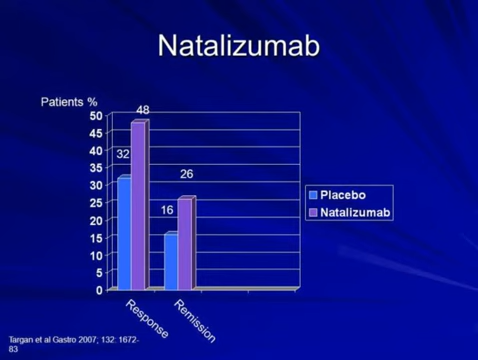 Natalizumab
Patients %
50
45
40
35
30
25
20
15
10
5
0
48
32
26
16
Response
Remission
Placebo
Natalizumab
Targan et al Gastro 2007, 132: 1672-
83